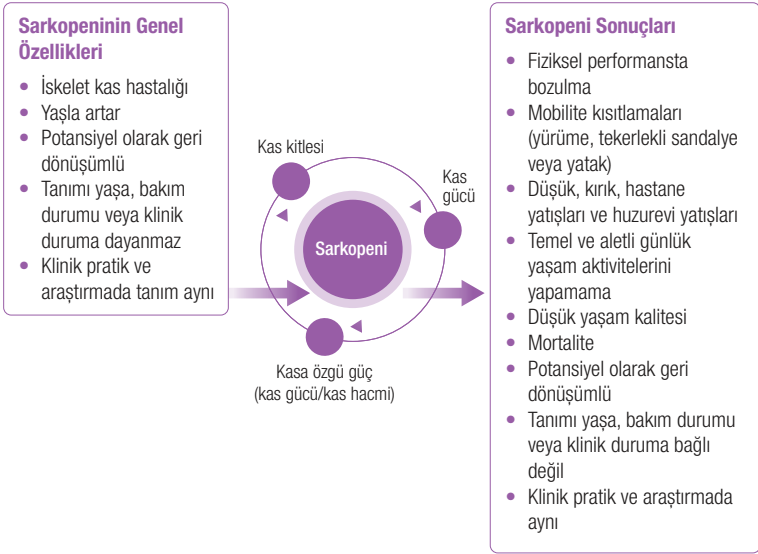 Sarkopeninin Genel
Özellikleri
• İskelet kas hastalığı
• Yaşla artar
• Potansiyel olarak geri
dönüşümlü
• Tanımı yaşa, bakım
durumu veya klinik
duruma dayanmaz
• Klinik pratik ve
araştırmada tanım aynı
Kas kitlesi
Kas
gücü
Sarkopeni
Kasa özgü güç
(kas gücü/kas hacmi)
Sarkopeni Sonuçları
• Fiziksel performansta
bozulma
• Mobilite kısıtlamaları
(yürüme, tekerlekli sandalye
veya yatak)
• Düşük, kırık, hastane
yatışları ve huzurevi yatışları
• Temel ve aletli günlük
yaşam aktivitelerini
yapamama
• Düşük yaşam kalitesi
• Mortalite
• Potansiyel olarak geri
dönüşümlü
• Tanımı yaşa, bakım durumu
veya klinik duruma bağlı
değil
• Klinik pratik ve araştırmada
aynı